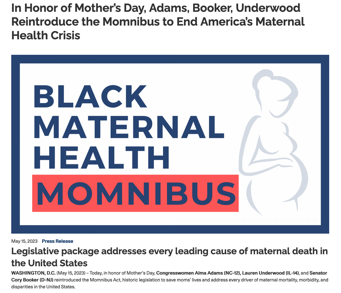 In Honor of Mother's Day, Adams, Booker, Underwood
Reintroduce the Momnibus to End America's Maternal
Health Crisis
BLACK
MATERNAL
HEALTH
MOMNIBUS
May 15, 2023 Press Release
Legislative package addresses every leading cause of maternal death in
the United States
WASHINGTON, D.C. (May 15, 2023) – Today, in honor of Mother's Day, Congresswomen Alma Adams (NC-12), Lauren Underwood (IL-14), and Senator
Cory Booker (D-NJ) reintroduced the Momnibus Act, historic legislation to save moms' lives and address every driver of maternal mortality, morbidity, and
disparities in the United States.